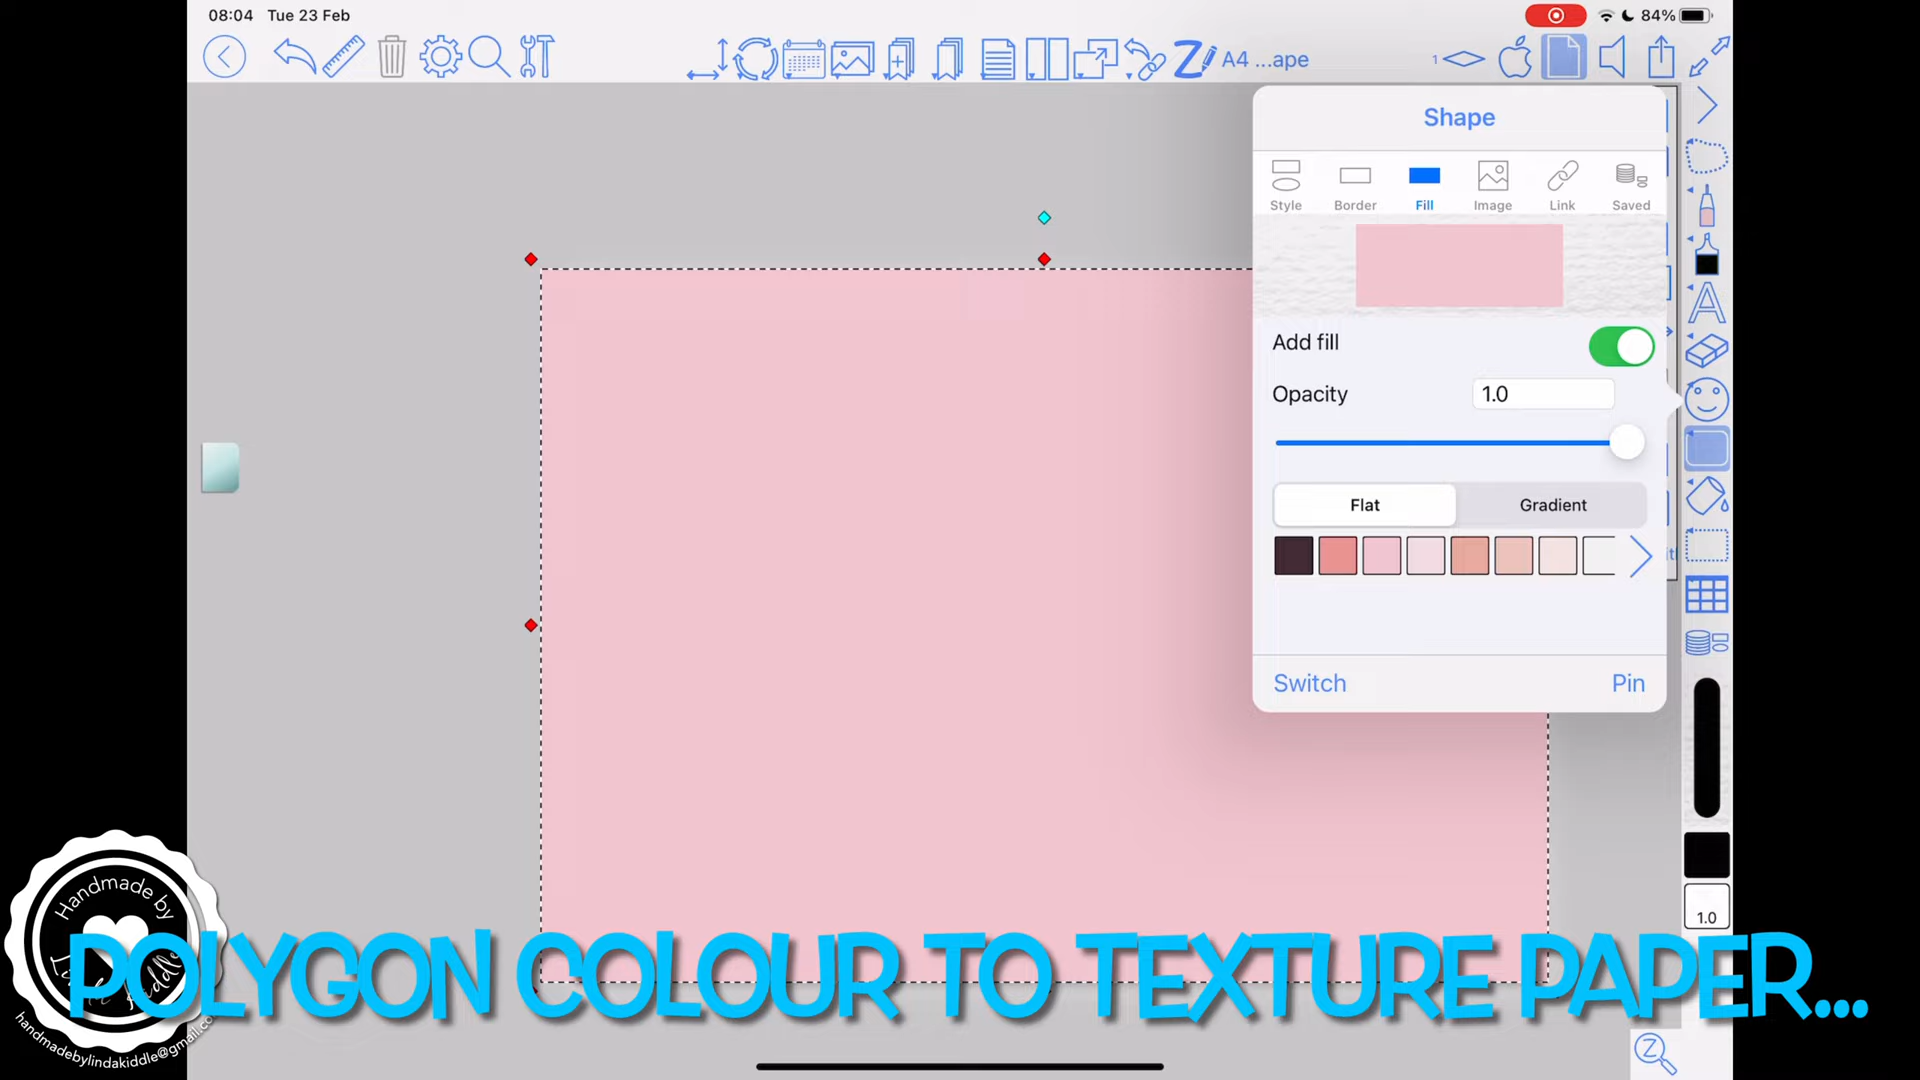 08:04 Tue 23 Feb
84%
A4 ...ape
1
Shape
Style Border Fill Image Link Saved
Add fill
Opacity 1.0
Flat Gradient
Switch Pin
1.0
Z
Handmade by
handmadebylindakiddle@gmail.co
POLYGON COLOUR TO TEXTURE PAPER...